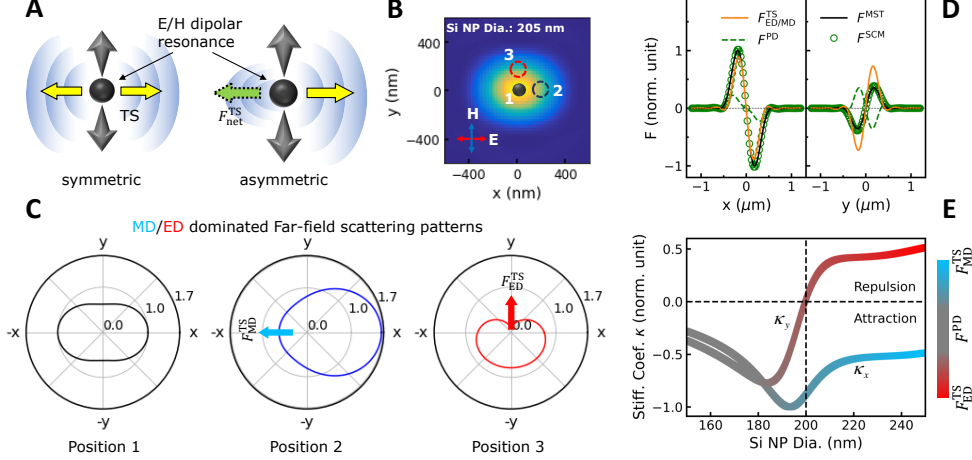 A
E/H dipolar
resonance
TS
F_net^TS
symmetric
asymmetric
B
Si NP Dia.: 205 nm
600
300
0
−300
y (nm)
3
1
2
H
E
−600
0
600
x (nm)
D
F_ED/MD^TS
F^PD
F^MST
F^SCM
1
0
−1
F (norm. unit)
−1
0
1
−1
0
1
x (μm)
y (μm)
C
MD/ED dominated Far-field scattering patterns
y
-x
x
-y
0.0
1.0
1.7
Position 1
y
-x
x
-y
0.0
1.0
1.7
F_MD^TS
Position 2
y
-x
x
-y
0.0
1.0
1.7
F_ED^TS
Position 3
E
0.5
0.0
−0.5
−1.0
Stiff. Coef. κ (norm. unit)
Repulsion
Attraction
κ_y
κ_x
160
180
200
220
240
Si NP Dia. (nm)
F_MD^TS
F^PD
F_ED^TS